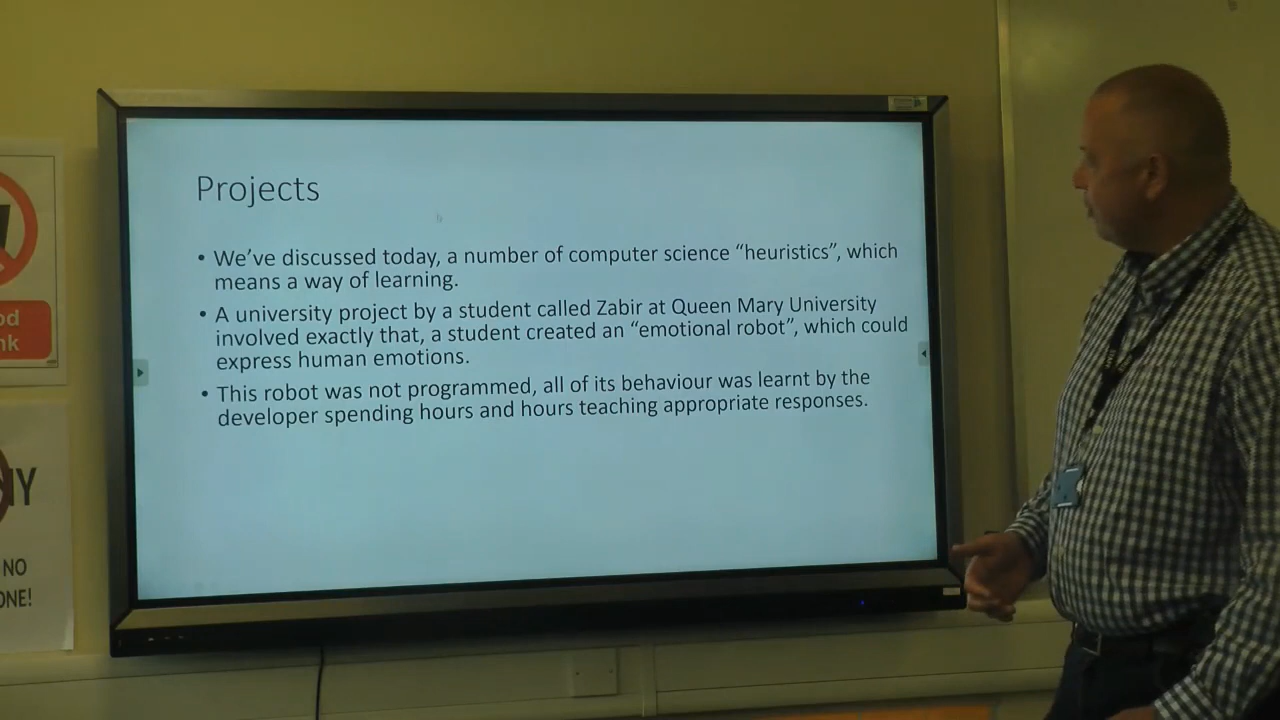 Projects
• We've discussed today, a number of computer science “heuristics”, which
means a way of learning.
• A university project by a student called Zabir at Queen Mary University
involved exactly that, a student created an “emotional robot”, which could
express human emotions.
• This robot was not programmed, all of its behaviour was learnt by the
developer spending hours and hours teaching appropriate responses.
od
nk
NY
NO
ONE!